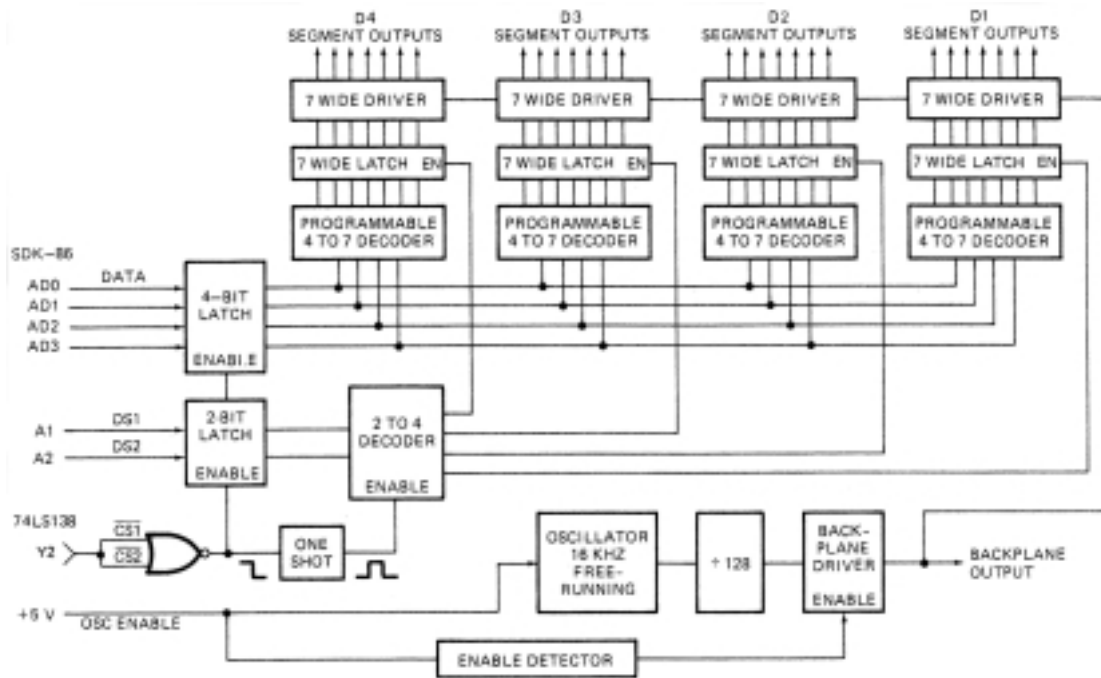 D4
SEGMENT OUTPUTS
D3
SEGMENT OUTPUTS
D2
SEGMENT OUTPUTS
D1
SEGMENT OUTPUTS
7 WIDE DRIVER
7 WIDE DRIVER
7 WIDE DRIVER
7 WIDE DRIVER
7 WIDE LATCH EN
7 WIDE LATCH EN
7 WIDE LATCH EN
7 WIDE LATCH EN
PROGRAMMABLE
4 TO 7 DECODER
PROGRAMMABLE
4 TO 7 DECODER
PROGRAMMABLE
4 TO 7 DECODER
PROGRAMMABLE
4 TO 7 DECODER
SDK-86
AD0
DATA
AD1
AD2
AD3
4-BIT
LATCH
ENABLE
A1
DS1
A2
DS2
2-BIT
LATCH
ENABLE
2 TO 4
DECODER
ENABLE
74LS138
Y2
CS1
CS2
ONE
SHOT
OSCILLATOR
16 KHZ
FREE-
RUNNING
÷ 128
BACK-
PLANE
DRIVER
ENABLE
BACKPLANE
OUTPUT
+5 V
OSC ENABLE
ENABLE DETECTOR